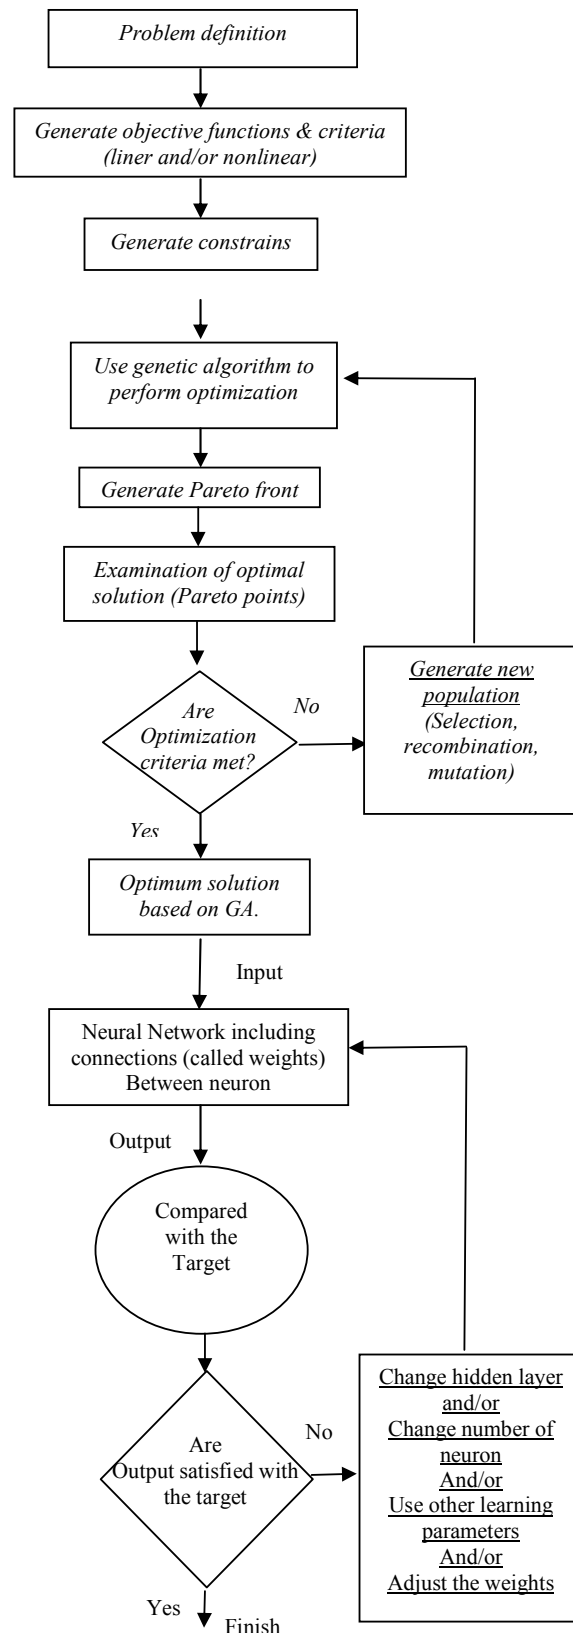 Problem definition
Generate objective functions & criteria
(liner and/or nonlinear)
Generate constrains
Use genetic algorithm to
perform optimization
Generate Pareto front
Examination of optimal
solution (Pareto points)
Are
Optimization
criteria met?
No
Generate new
population
(Selection,
recombination,
mutation)
Yes
Optimum solution
based on GA.
Input
Neural Network including
connections (called weights)
Between neuron
Output
Compared
with the
Target
Are
Output satisfied with
the target
No
Change hidden layer
and/or
Change number of
neuron
And/or
Use other learning
parameters
And/or
Adjust the weights
Yes
Finish